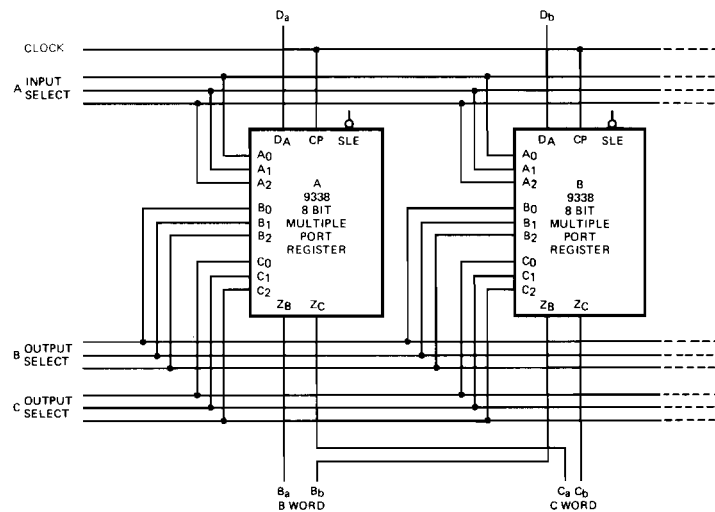 Da Db
CLOCK
A INPUT SELECT
DA CP SLE DA CP SLE
A0 A0
A1 A1
A2 A2
B0 B0
B1 B1
B2 B2
C0 C0
C1 C1
C2 C2
A
9338
8 BIT
MULTIPLE
PORT
REGISTER
B
9338
8 BIT
MULTIPLE
PORT
REGISTER
ZB ZC ZB ZC
B OUTPUT SELECT
C OUTPUT SELECT
Ba Bb Ca Cb
B WORD C WORD